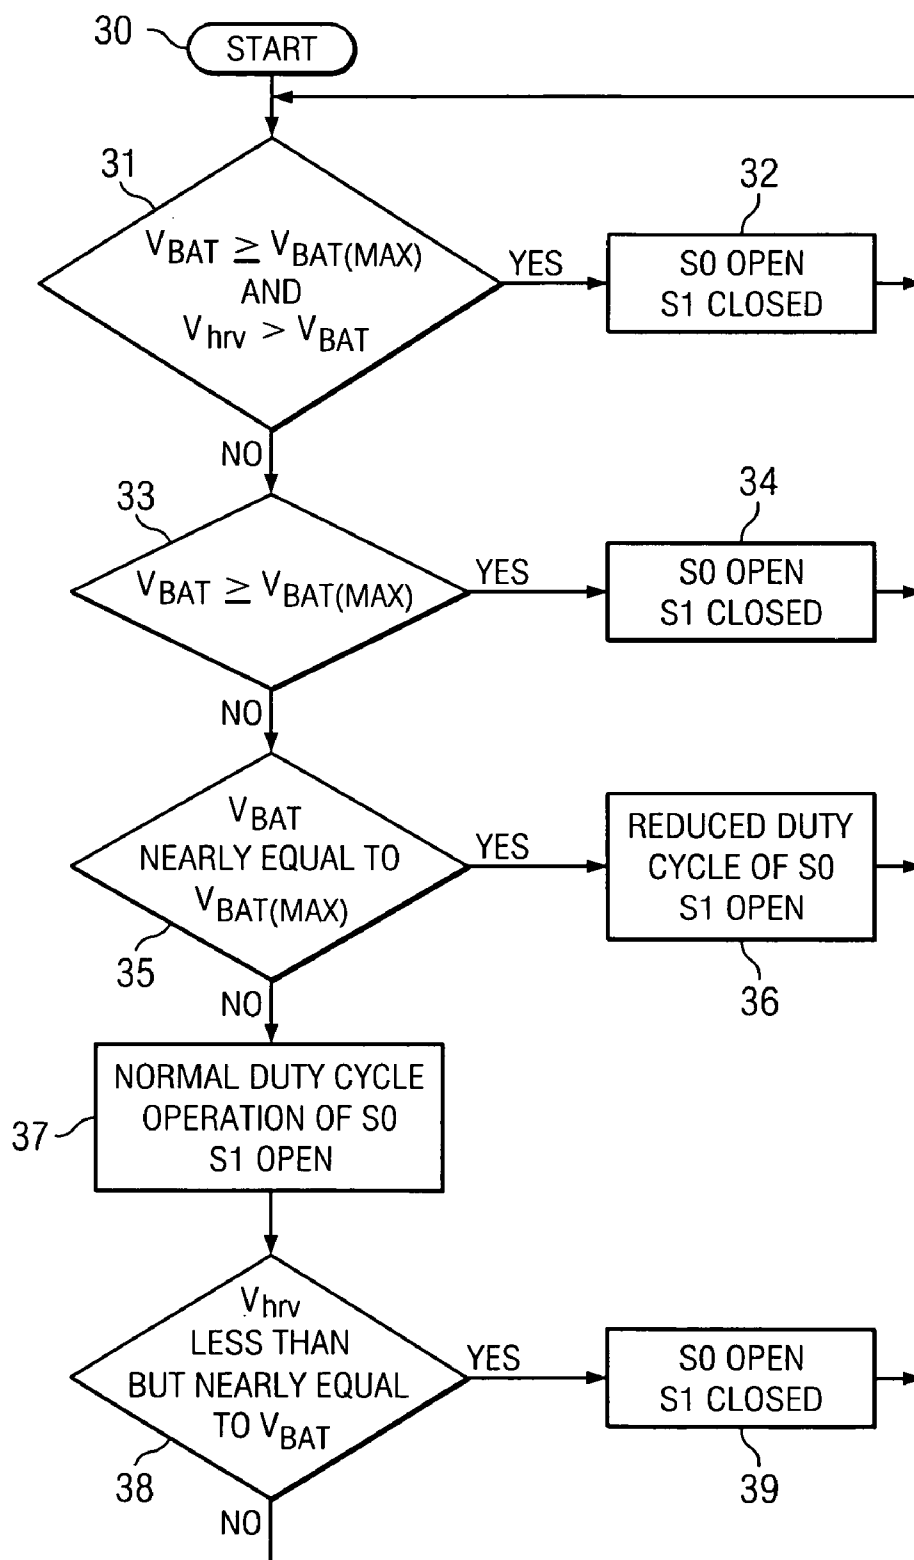 30
START
31
V_BAT ≥ V_BAT(MAX)
AND
V_hrv > V_BAT
YES
32
S0 OPEN
S1 CLOSED
NO
33
V_BAT ≥ V_BAT(MAX)
YES
34
S0 OPEN
S1 CLOSED
NO
V_BAT
NEARLY EQUAL TO
V_BAT(MAX)
35
YES
REDUCED DUTY
CYCLE OF S0
S1 OPEN
36
NO
NORMAL DUTY CYCLE
OPERATION OF S0
S1 OPEN
37
V_hrv
LESS THAN
BUT NEARLY EQUAL
TO V_BAT
38
YES
S0 OPEN
S1 CLOSED
39
NO